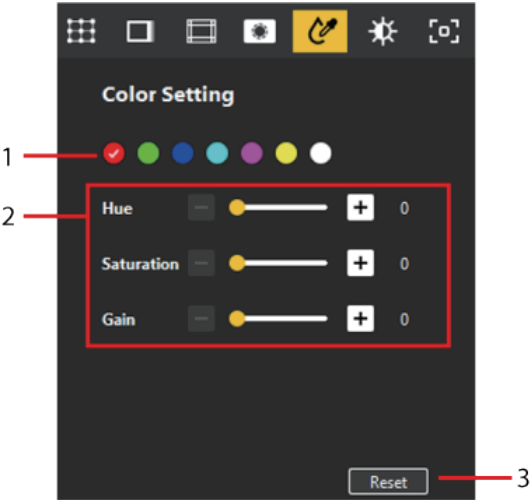 Color Setting
1
2
Hue 0
Saturation 0
Gain 0
Reset 3